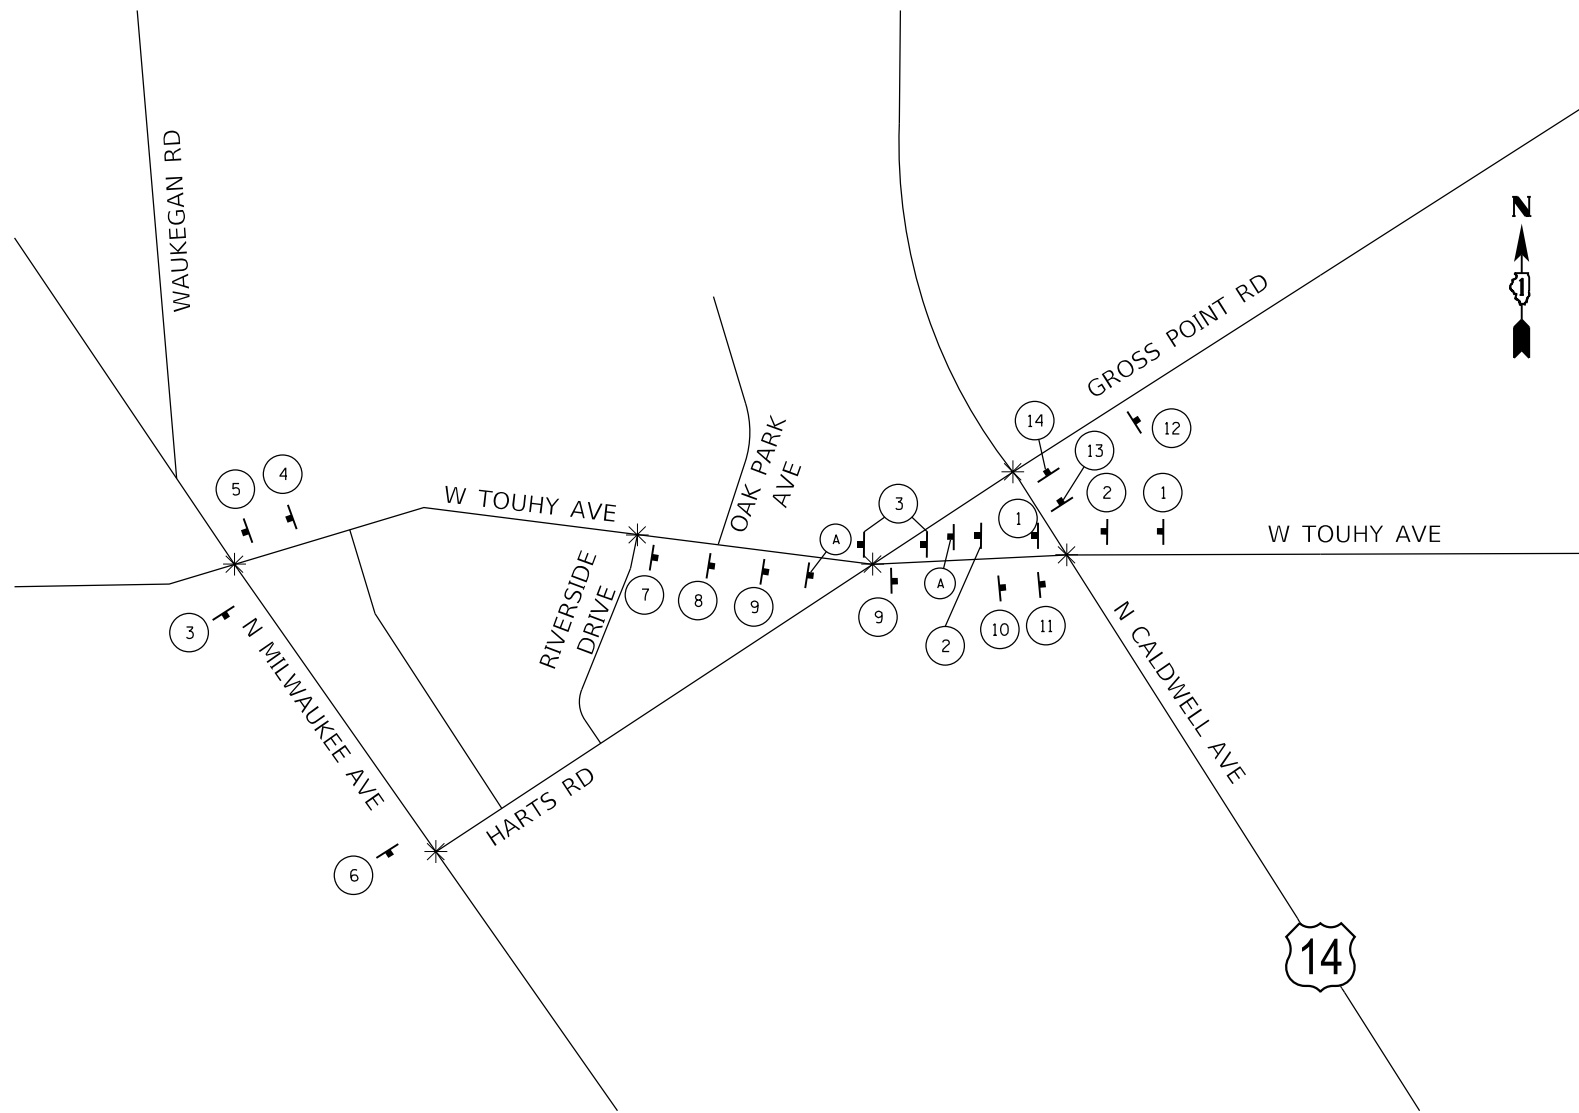 WAUKEGAN RD
N
1
GROSS POINT RD
14
12
13
5
4
W TOUHY AVE
OAK PARK
AVE
3
2
1
1
A
W TOUHY AVE
7
8
9
A
9
10
11
2
3
RIVERSIDE
DRIVE
N MILWAUKEE AVE
N CALDWELL AVE
HARTS RD
6
14